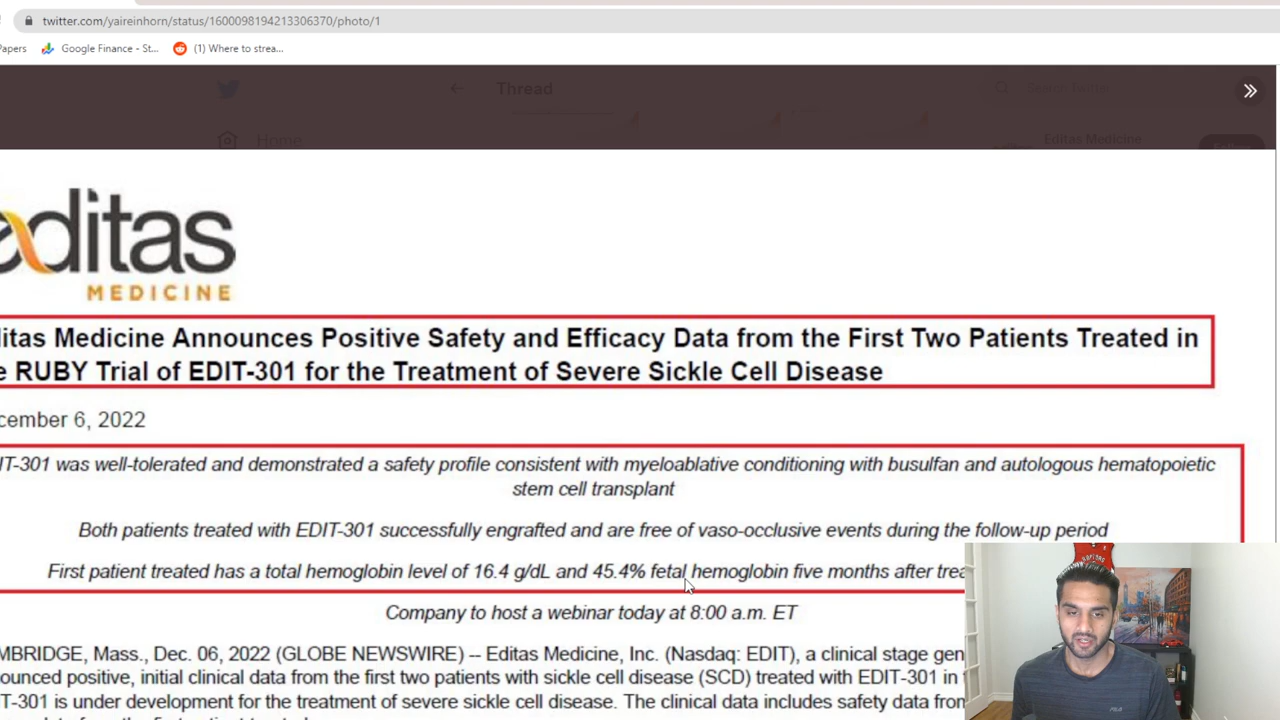 twitter.com/yaireinhorn/status/1600098194213306370/photo/1
Papers Google Finance - St... (1) Where to strea...
Thread
Home
Editas Medicine
editas
MEDICINE
ditas Medicine Announces Positive Safety and Efficacy Data from the First Two Patients Treated in
e RUBY Trial of EDIT-301 for the Treatment of Severe Sickle Cell Disease
cember 6, 2022
IT-301 was well-tolerated and demonstrated a safety profile consistent with myeloablative conditioning with busulfan and autologous hematopoietic
stem cell transplant
Both patients treated with EDIT-301 successfully engrafted and are free of vaso-occlusive events during the follow-up period
First patient treated has a total hemoglobin level of 16.4 g/dL and 45.4% fetal hemoglobin five months after trea
Company to host a webinar today at 8:00 a.m. ET
MBRIDGE, Mass., Dec. 06, 2022 (GLOBE NEWSWIRE) -- Editas Medicine, Inc. (Nasdaq: EDIT), a clinical stage gen
ounced positive, initial clinical data from the first two patients with sickle cell disease (SCD) treated with EDIT-301 in
T-301 is under development for the treatment of severe sickle cell disease. The clinical data includes safety data from